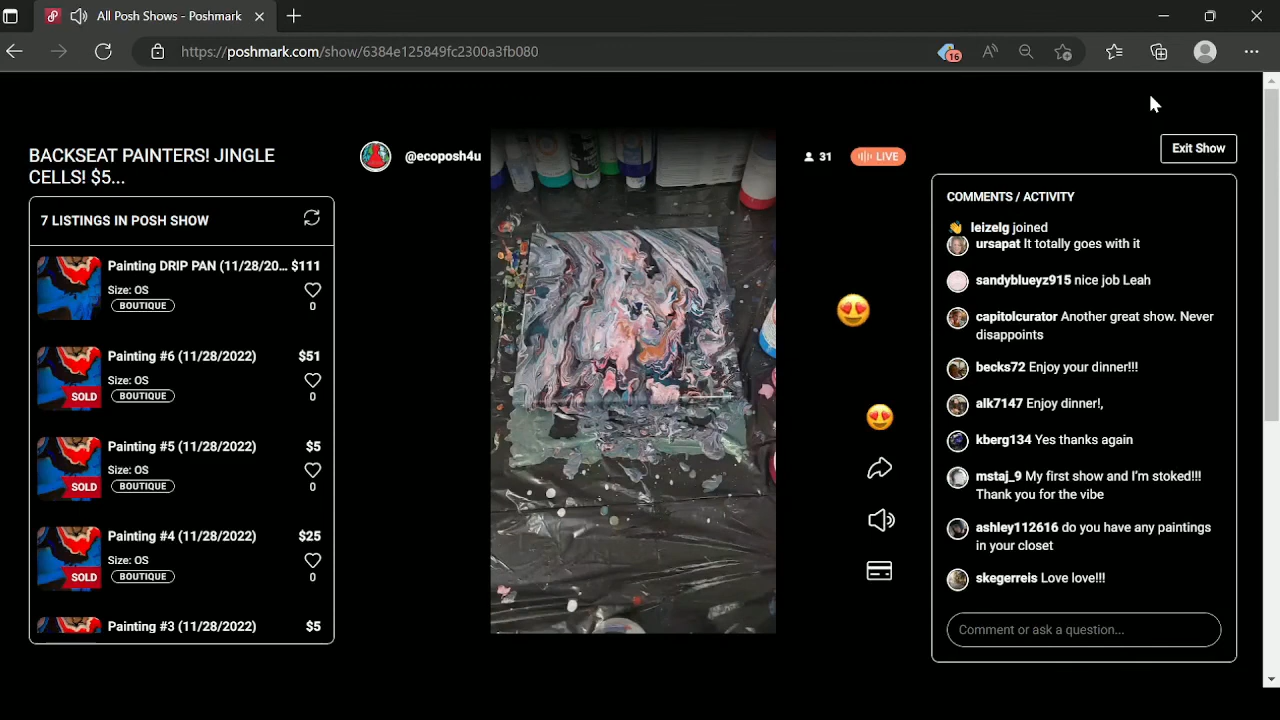 All Posh Shows - Poshmark
https://poshmark.com/show/6384e125849fc2300a3fb080
16
BACKSEAT PAINTERS! JINGLE
CELLS! $5...
@ecoposh4u
31
LIVE
Exit Show
7 LISTINGS IN POSH SHOW
Painting DRIP PAN (11/28/20... $111
Size: OS
BOUTIQUE
0
Painting #6 (11/28/2022) $51
Size: OS
SOLD
BOUTIQUE
0
Painting #5 (11/28/2022) $5
Size: OS
SOLD
BOUTIQUE
0
Painting #4 (11/28/2022) $25
Size: OS
SOLD
BOUTIQUE
0
Painting #3 (11/28/2022) $5
COMMENTS / ACTIVITY
leizelg joined
ursapat It totally goes with it
sandyblueyz915 nice job Leah
capitolcurator Another great show. Never
disappoints
becks72 Enjoy your dinner!!!
alk7147 Enjoy dinner!,
kberg134 Yes thanks again
mstaj_9 My first show and I'm stoked!!!
Thank you for the vibe
ashley112616 do you have any paintings
in your closet
skegerreis Love love!!!
Comment or ask a question...